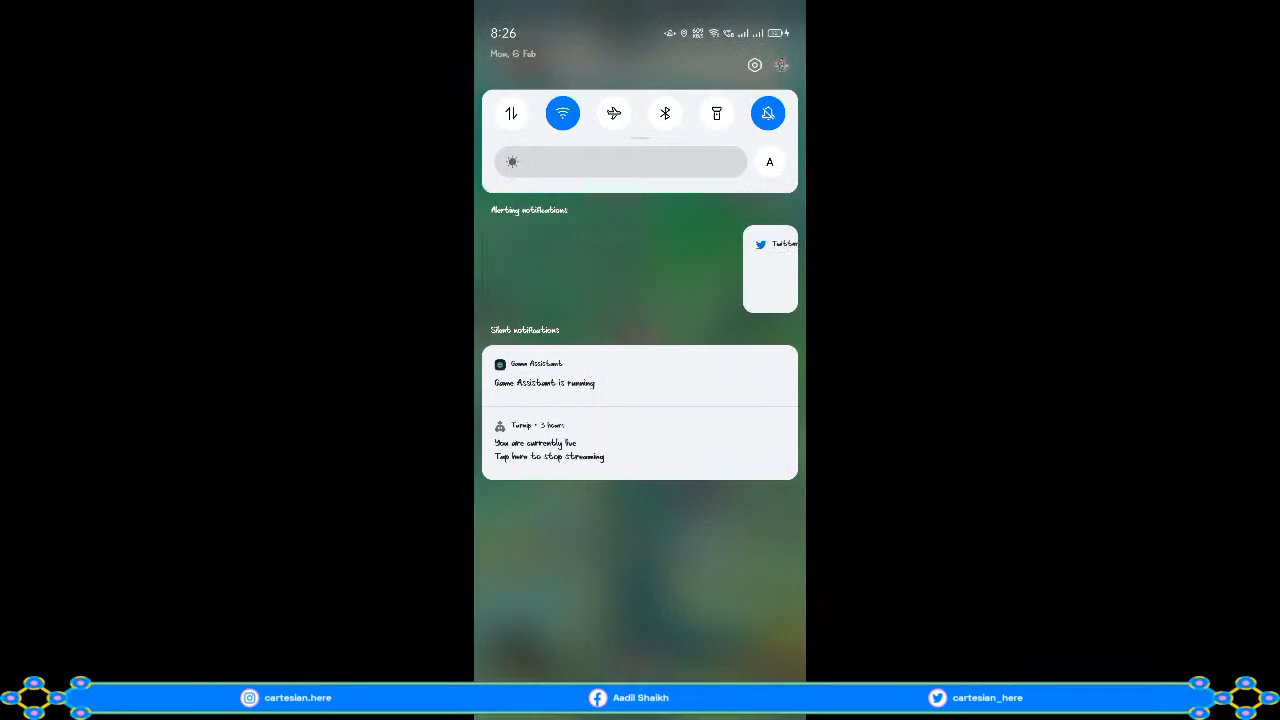 8:26
Mon, 6 Feb
A
Alerting notifications
Twitter
Silent notifications
Game Assistant
Game Assistant is running
Turnip • 3 hours
You are currently live
Tap here to stop streaming
cartesian.here
Aadil Shaikh
cartesian_here